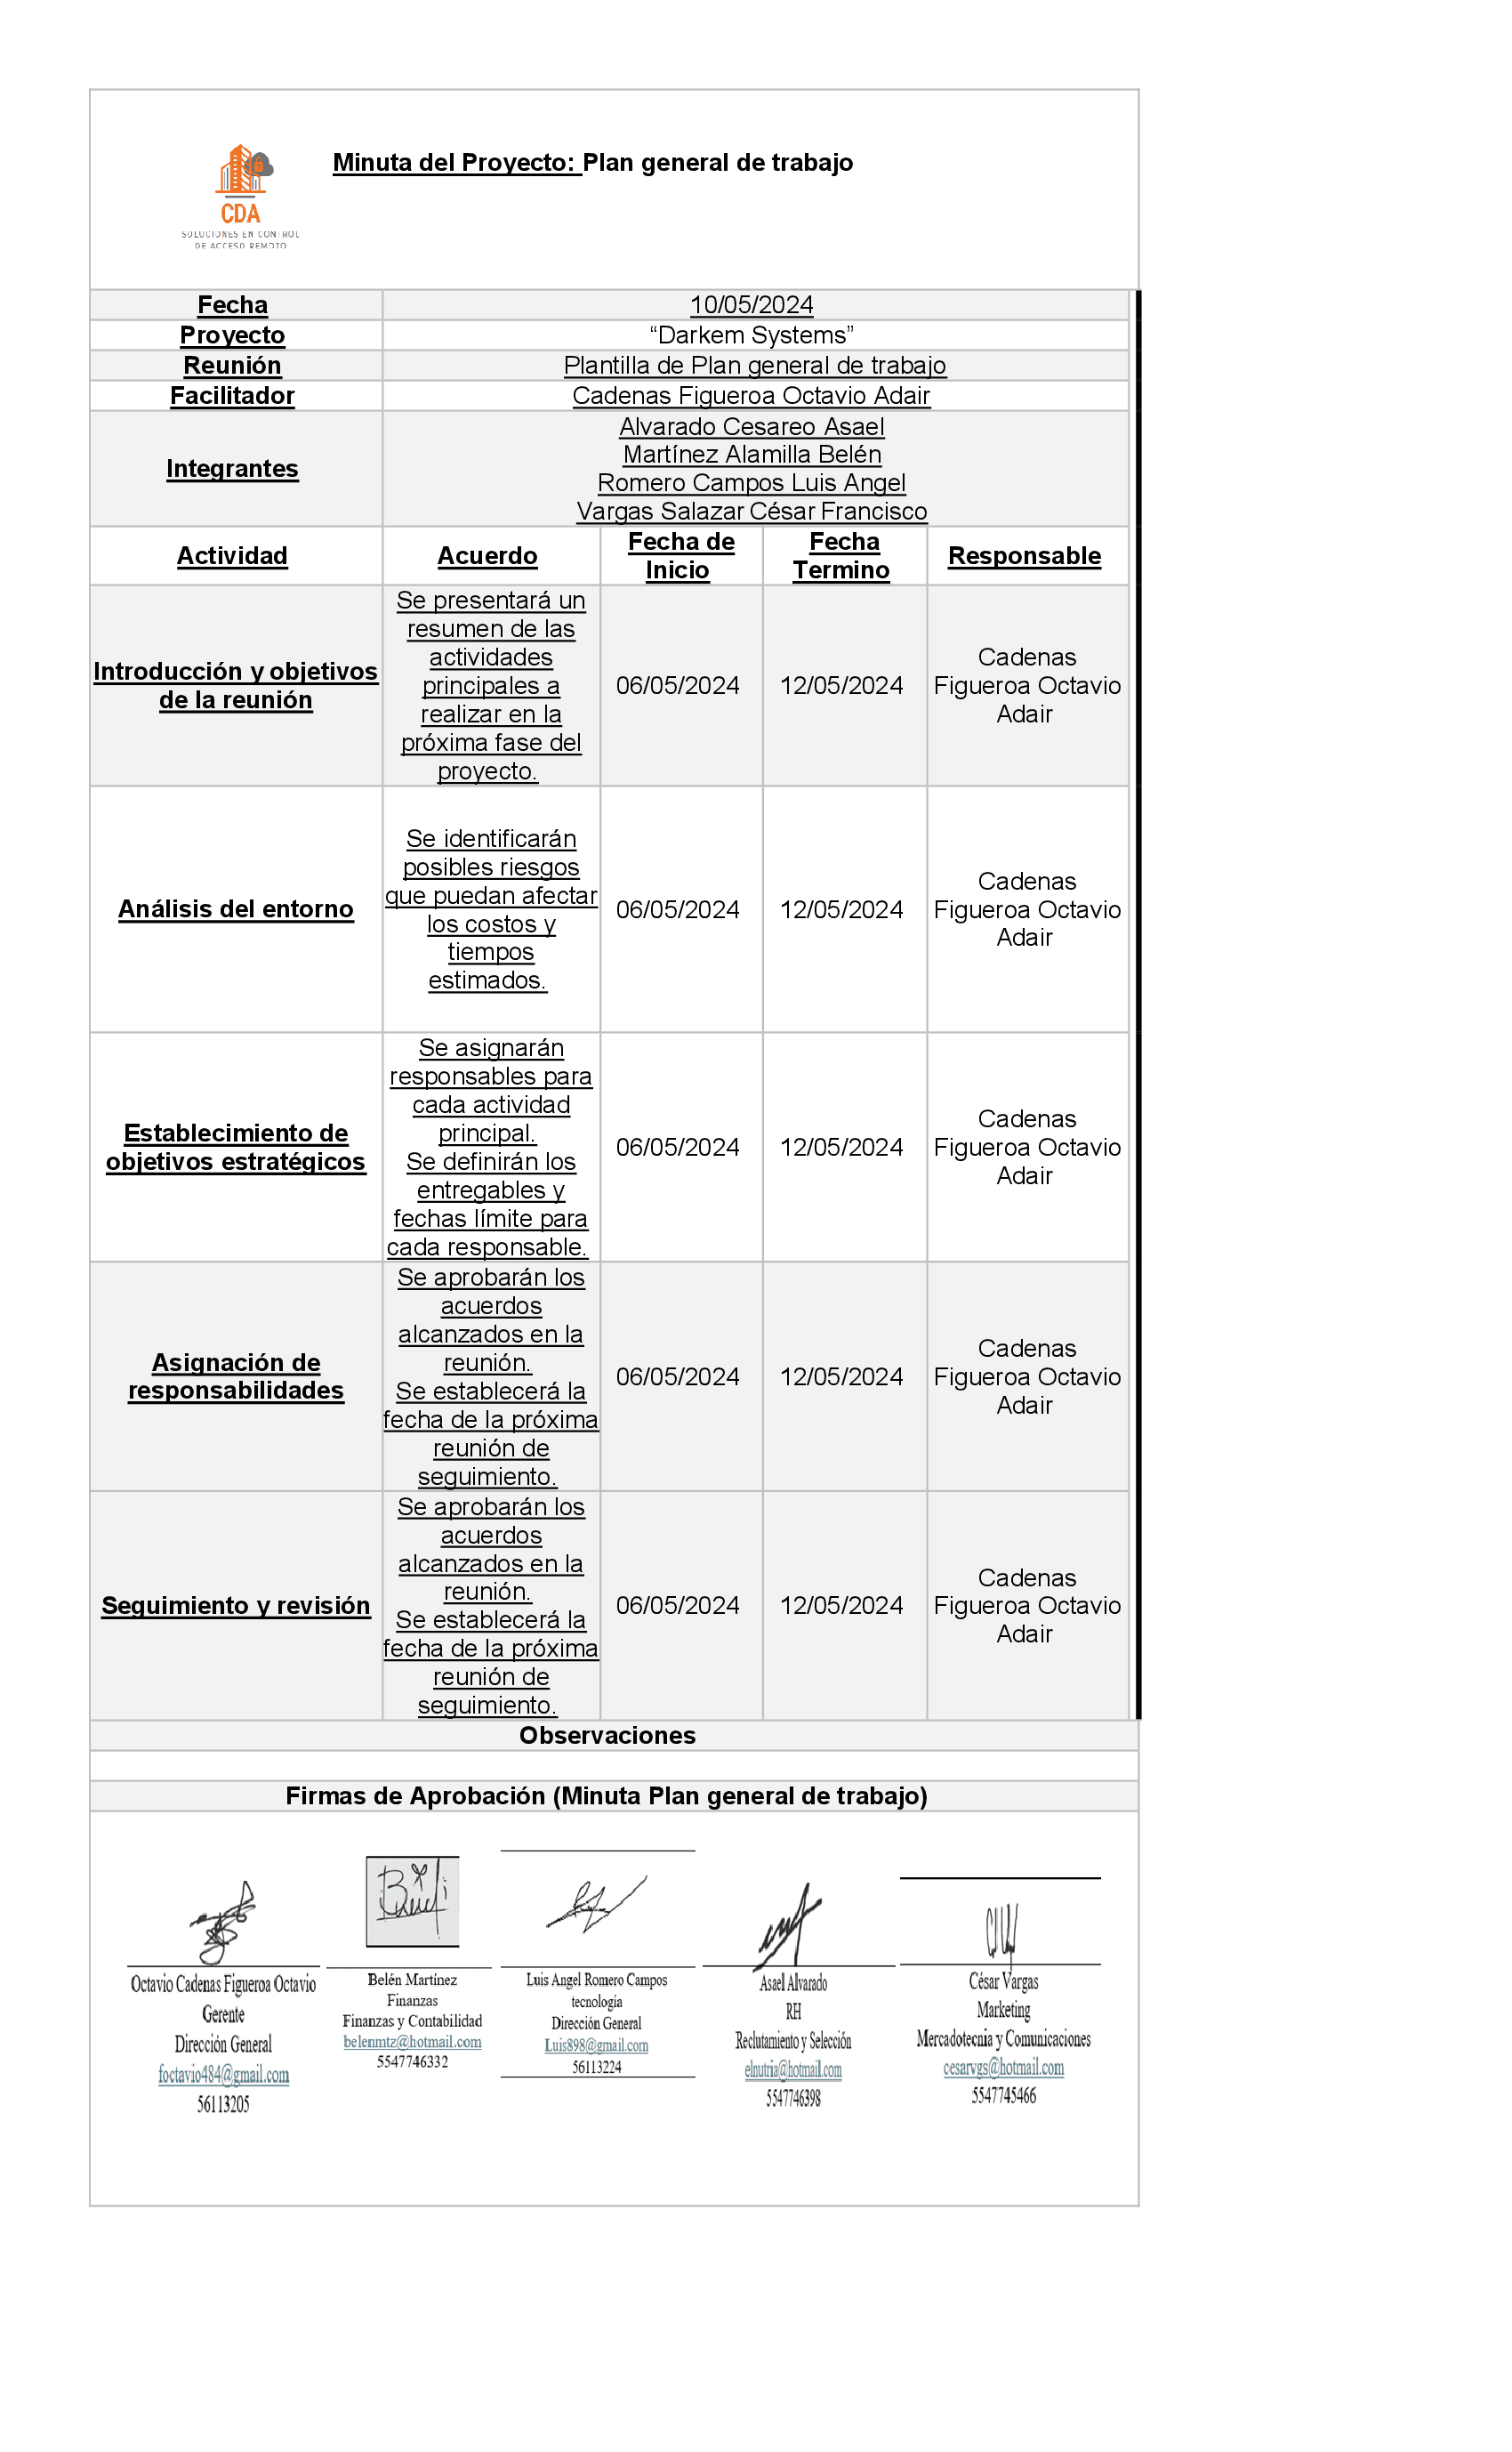 CDA
SOLUCIONES EN CONTROL
DE ACCESO REMOTO
Minuta del Proyecto: Plan general de trabajo
Fecha
10/05/2024
Proyecto
“Darkem Systems”
Reunión
Plantilla de Plan general de trabajo
Facilitador
Cadenas Figueroa Octavio Adair
Integrantes
Alvarado Cesareo Asael
Martínez Alamilla Belén
Romero Campos Luis Angel
Vargas Salazar César Francisco
Actividad
Acuerdo
Fecha de
Inicio
Fecha
Termino
Responsable
Introducción y objetivos
de la reunión
Se presentará un
resumen de las
actividades
principales a
realizar en la
próxima fase del
proyecto.
06/05/2024
12/05/2024
Cadenas
Figueroa Octavio
Adair
Análisis del entorno
Se identificarán
posibles riesgos
que puedan afectar
los costos y
tiempos
estimados.
06/05/2024
12/05/2024
Cadenas
Figueroa Octavio
Adair
Establecimiento de
objetivos estratégicos
Se asignarán
responsables para
cada actividad
principal.
Se definirán los
entregables y
fechas límite para
cada responsable.
06/05/2024
12/05/2024
Cadenas
Figueroa Octavio
Adair
Asignación de
responsabilidades
Se aprobarán los
acuerdos
alcanzados en la
reunión.
Se establecerá la
fecha de la próxima
reunión de
seguimiento.
06/05/2024
12/05/2024
Cadenas
Figueroa Octavio
Adair
Seguimiento y revisión
Se aprobarán los
acuerdos
alcanzados en la
reunión.
Se establecerá la
fecha de la próxima
reunión de
seguimiento.
06/05/2024
12/05/2024
Cadenas
Figueroa Octavio
Adair
Observaciones
Firmas de Aprobación (Minuta Plan general de trabajo)
Octavio Cadenas Figueroa Octavio
Gerente
Dirección General
foctavio484@gmail.com
56113205
Belén Martínez
Finanzas
Finanzas y Contabilidad
belenmtz@hotmail.com
5547746332
Luis Angel Romero Campos
tecnología
Dirección General
Luis898@gmail.com
56113224
Asael Alvarado
RH
Reclutamiento y Selección
elnutria@hotmail.com
5547746398
César Vargas
Marketing
Mercadotecnia y Comunicaciones
cesarvgs@hotmail.com
5547745466